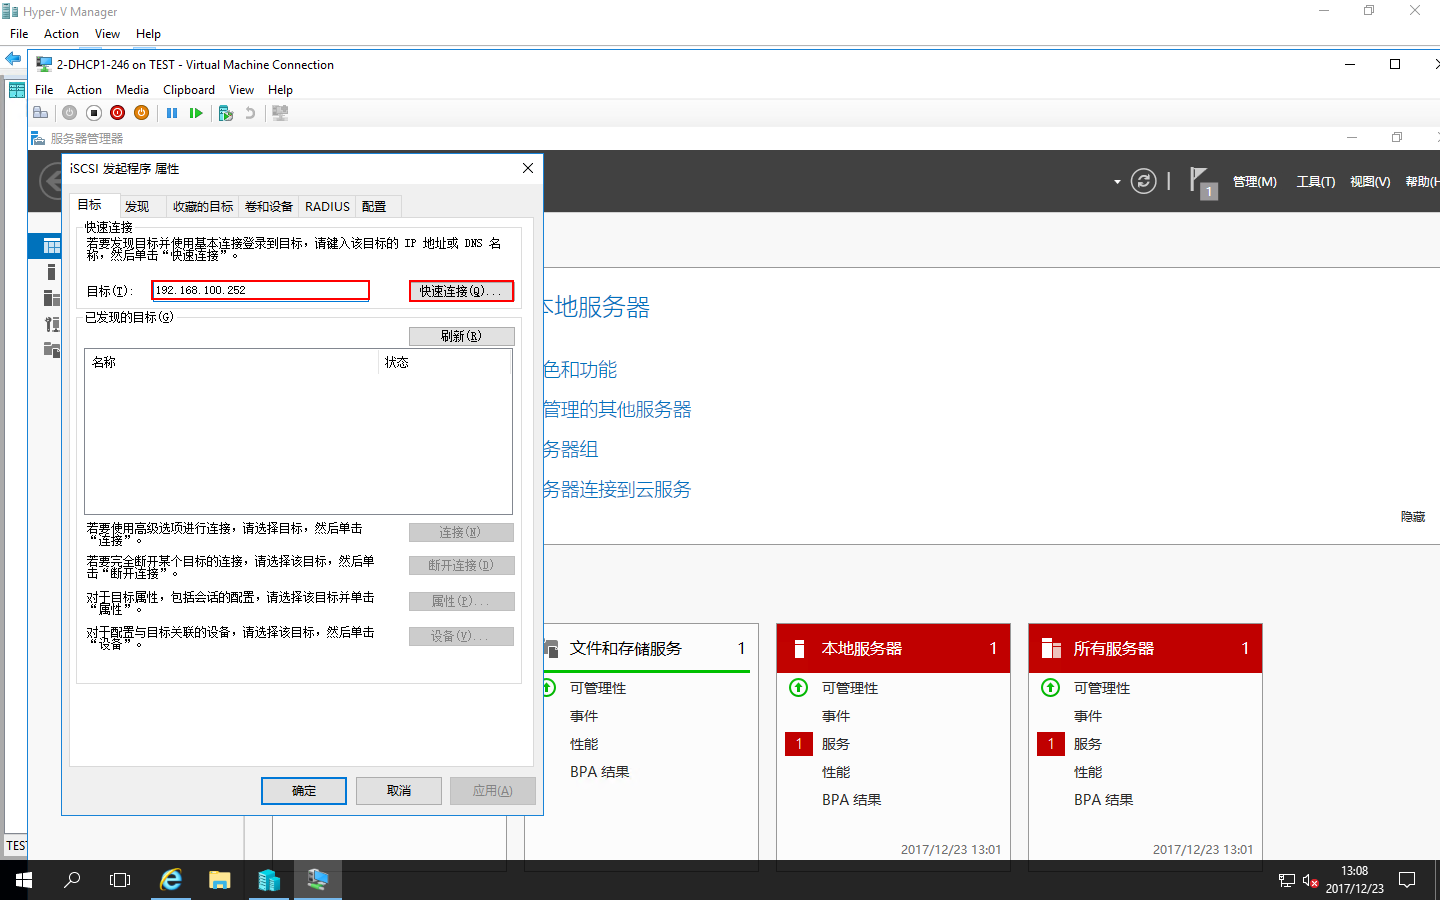 Hyper-V Manager
File Action View Help
2-DHCP1-246 on TEST - Virtual Machine Connection
File Action Media Clipboard View Help
服务器管理器
iSCSI 发起程序 属性
1
管理(M) 工具(T) 视图(V) 帮助(H
目标 发现 收藏的目标 卷和设备 RADIUS 配置
快速连接
若要发现目标并使用基本连接登录到目标，请键入该目标的 IP 地址或 DNS 名
称，然后单击“快速连接”。
目标(T): 192.168.100.252 快速连接(Q)...
已发现的目标(G)
刷新(R)
名称 状态
若要使用高级选项进行连接，请选择目标，然后单击
“连接”。
连接(N)
若要完全断开某个目标的连接，请选择该目标，然后单
击“断开连接”。
断开连接(D)
对于目标属性，包括会话的配置，请选择该目标并单击
“属性”。
属性(P)...
对于配置与目标关联的设备，请选择该目标，然后单击
“设备”。
设备(V)...
确定 取消 应用(A)
本地服务器
色和功能
管理的其他服务器
务器组
务器连接到云服务
隐藏
文件和存储服务 1
可管理性
事件
性能
BPA 结果
本地服务器 1
可管理性
事件
1 服务
性能
BPA 结果
2017/12/23 13:01
所有服务器 1
可管理性
事件
1 服务
性能
BPA 结果
2017/12/23 13:01
TEST
13:08
2017/12/23